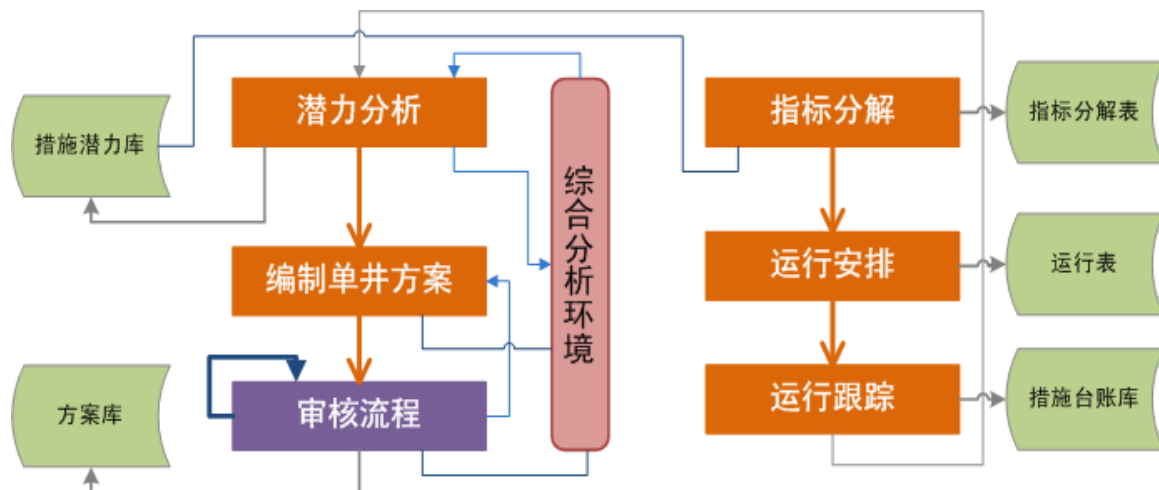 潜力分析
指标分解
指标分解表
措施潜力库
综合分析环境
编制单井方案
运行安排
运行表
方案库
审核流程
运行跟踪
措施台账库